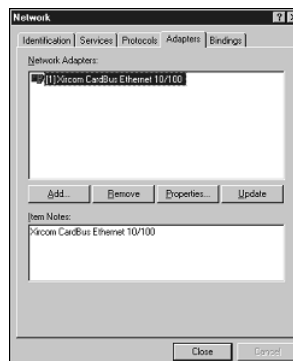 Network
Identification Services Protocols Adapters Bindings
Network Adapters:
[1] Xircom CardBus Ethernet 10/100
Add... Remove Properties... Update
Item Notes:
Xircom CardBus Ethernet 10/100
Close Cancel